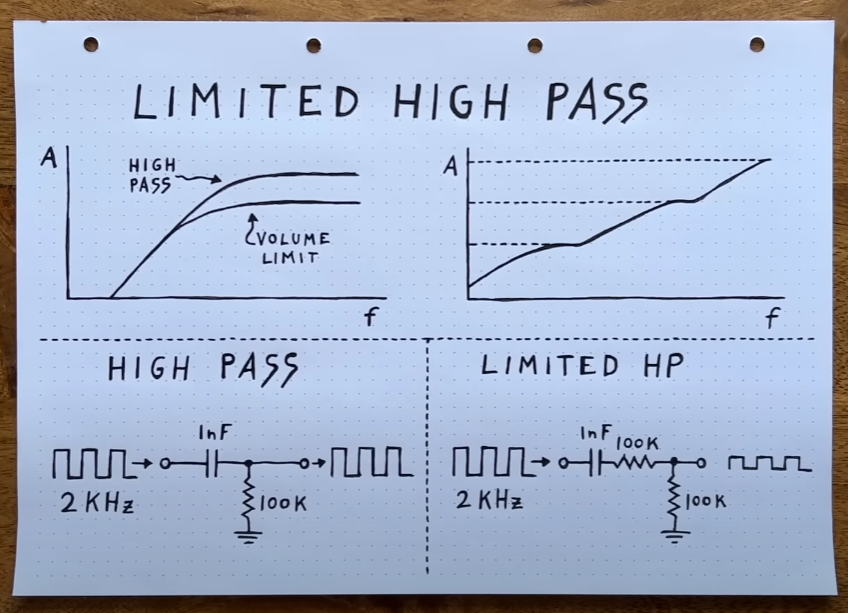 LIMITED HIGH PASS
A
HIGH
PASS
VOLUME
LIMIT
f
A
f
HIGH PASS
1nF
2 KHz
100K
LIMITED HP
1nF
100K
2 KHz
100K